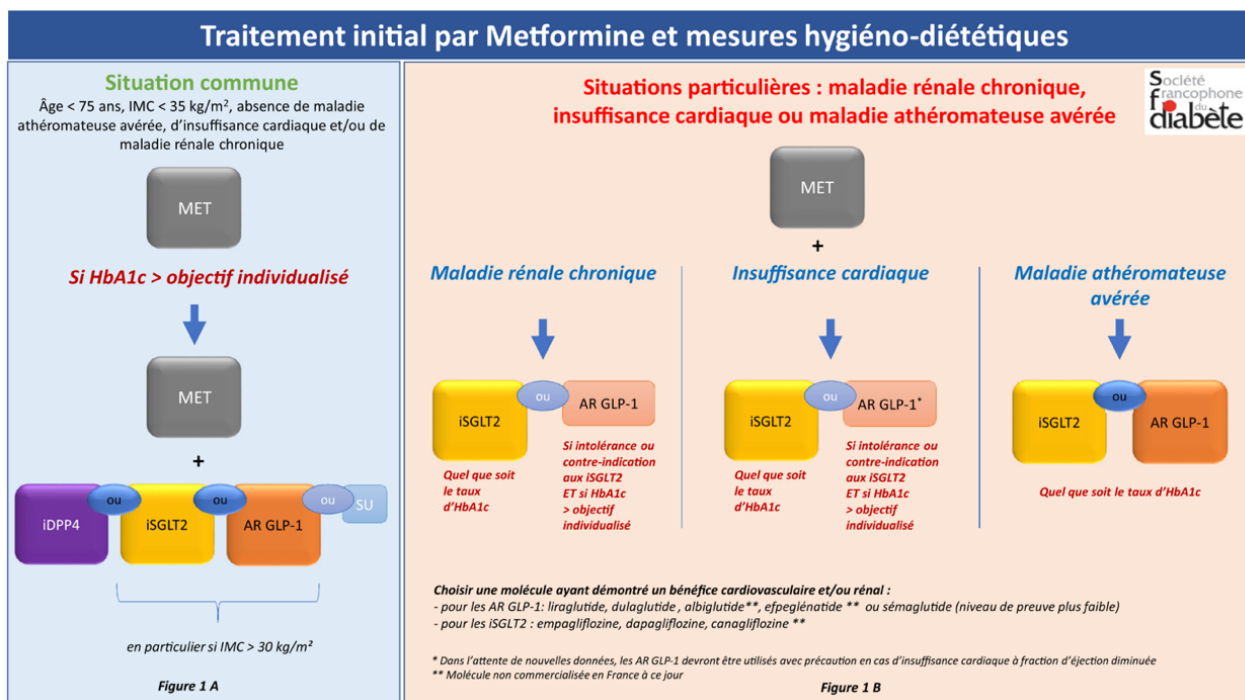 Traitement initial par Metformine et mesures hygiéno-diététiques
Situation commune
Âge < 75 ans, IMC < 35 kg/m², absence de maladie
athéromateuse avérée, d'insuffisance cardiaque et/ou de
maladie rénale chronique
MET
Si HbA1c > objectif individualisé
MET
+
iDPP4
ou
iSGLT2
ou
AR GLP-1
ou
SU
en particulier si IMC > 30 kg/m²
Figure 1 A
Situations particulières : maladie rénale chronique,
insuffisance cardiaque ou maladie athéromateuse avérée
Société
francophone
du
diabète
MET
+
Maladie rénale chronique
iSGLT2
ou
AR GLP-1
Quel que soit
le taux
d'HbA1c
Si intolérance ou
contre-indication
aux iSGLT2
ET si HbA1c
> objectif
individualisé
Insuffisance cardiaque
iSGLT2
ou
AR GLP-1*
Quel que soit
le taux
d'HbA1c
Si intolérance ou
contre-indication
aux iSGLT2
ET si HbA1c
> objectif
individualisé
Maladie athéromateuse
avérée
iSGLT2
ou
AR GLP-1
Quel que soit le taux d'HbA1c
Choisir une molécule ayant démontré un bénéfice cardiovasculaire et/ou rénal :
- pour les AR GLP-1: liraglutide, dulaglutide , albiglutide**, efpeglénatide ** ou sémaglutide (niveau de preuve plus faible)
- pour les iSGLT2 : empagliflozine, dapagliflozine, canagliflozine **
* Dans l'attente de nouvelles données, les AR GLP-1 devront être utilisés avec précaution en cas d'insuffisance cardiaque à fraction d'éjection diminuée
** Molécule non commercialisée en France à ce jour
Figure 1 B